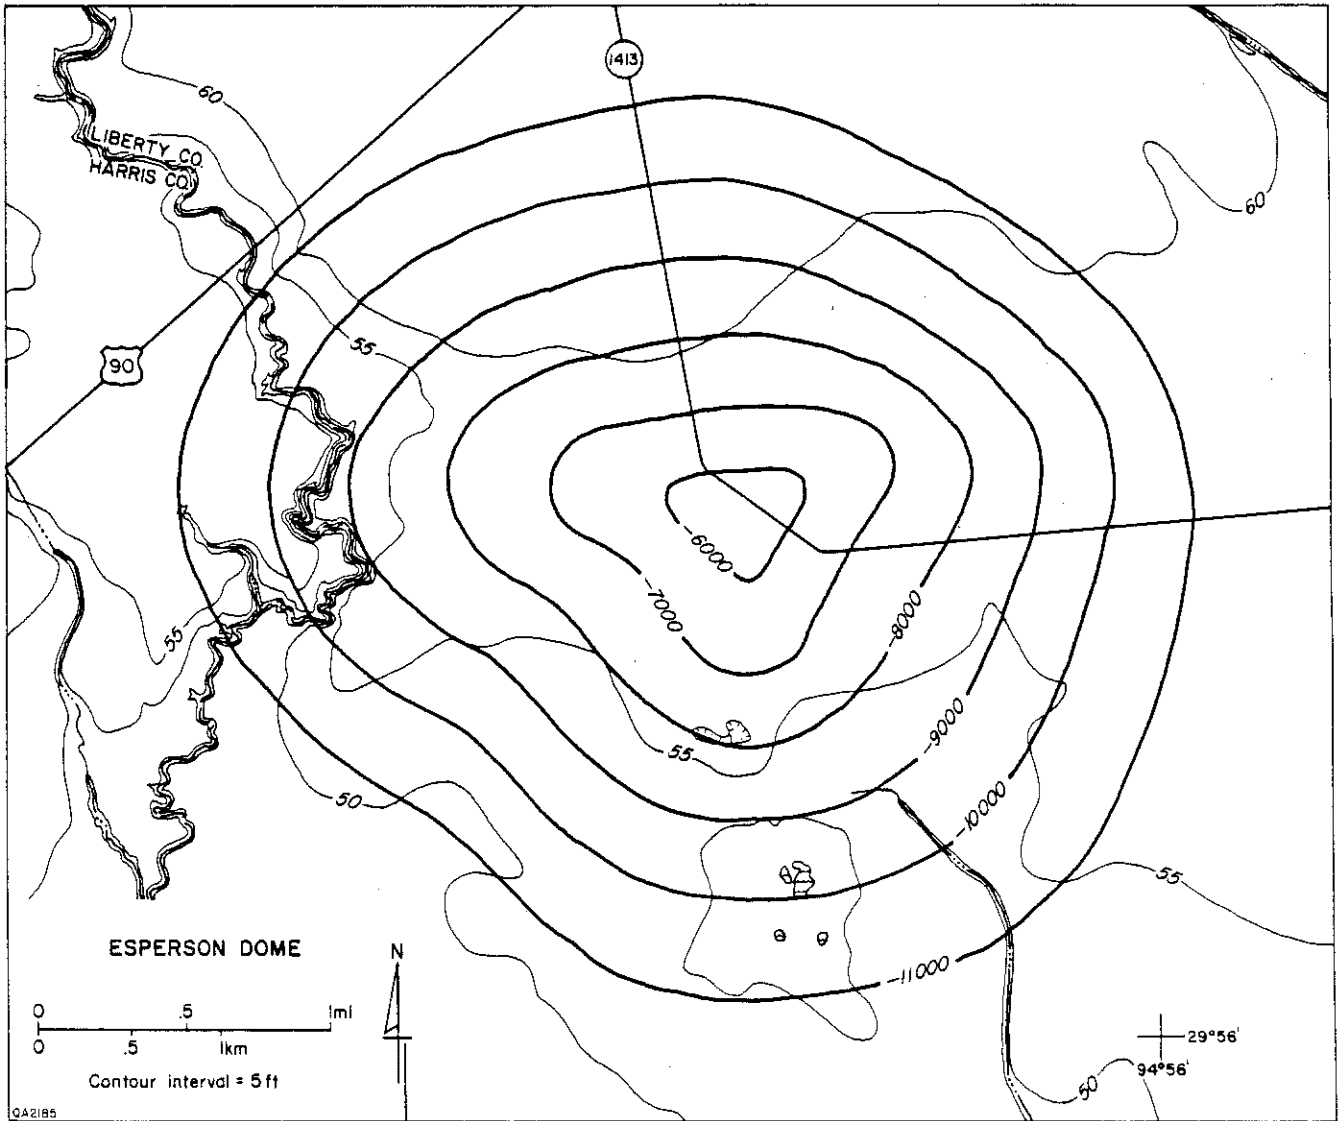 1413
60
LIBERTY CO.
HARRIS CO.
60
55
90
-6000
-7000
-8000
55
-9000
55
50
-10000
55
-11000
ESPERSON DOME
N
0 .5 1mi
0 .5 1km
Contour interval = 5 ft
29°56'
94°56'
50
QA2185